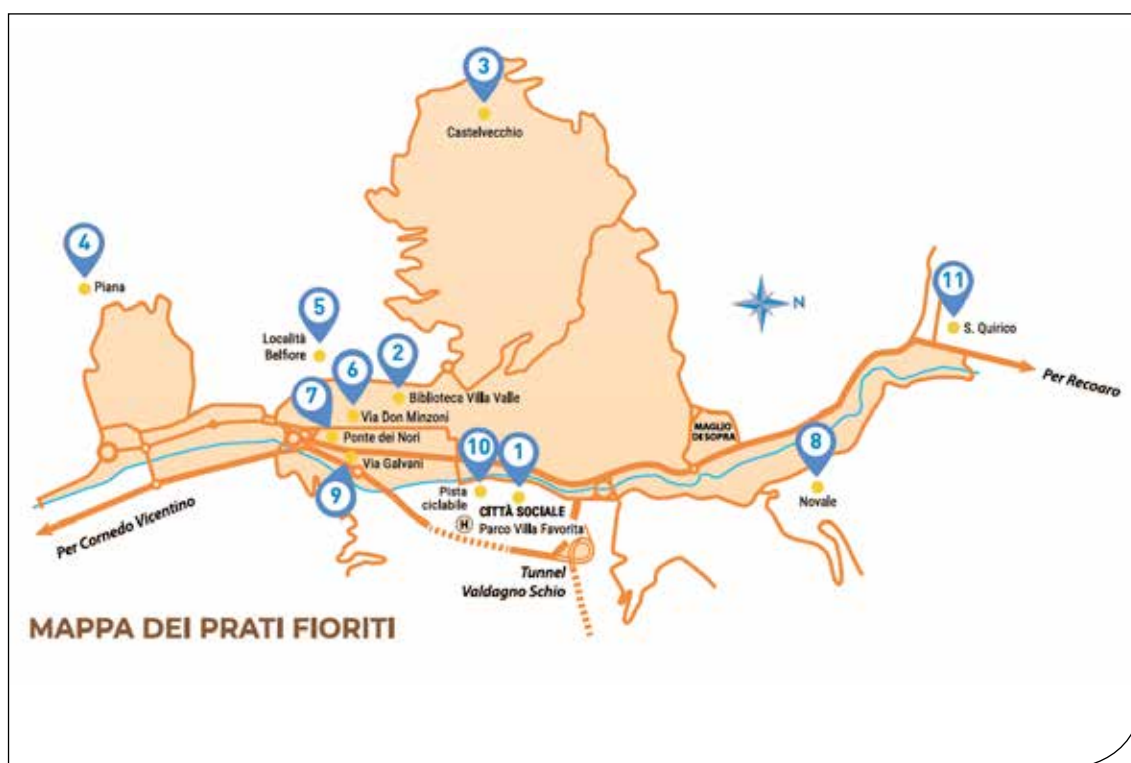 3
Castelvecchio
4
Piana
N
11
S. Quirico
5
Località
Belfiore
2
Biblioteca Villa Valle
6
Via Don Minzoni
7
Ponte dei Nori
Per Recoaro
MAGLIO
DI SOPRA
10
1
8
Via Galvani
9
Pista
ciclabile
CITTÀ SOCIALE
Parco Villa Favorita
H
Novale
Per Cornedo Vicentino
Tunnel
Valdagno Schio
MAPPA DEI PRATI FIORITI